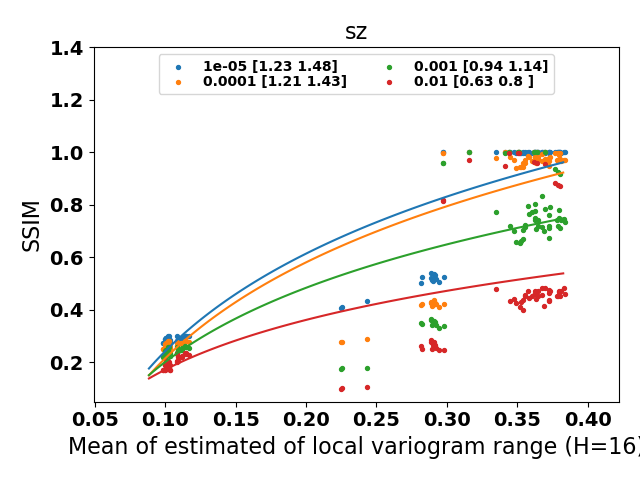 sz
1e-05 [1.23 1.48]
0.0001 [1.21 1.43]
0.001 [0.94 1.14]
0.01 [0.63 0.8 ]
1.4
1.2
1.0
0.8
0.6
0.4
0.2
SSIM
0.05 0.10 0.15 0.20 0.25 0.30 0.35 0.40
Mean of estimated of local variogram range (H=16)